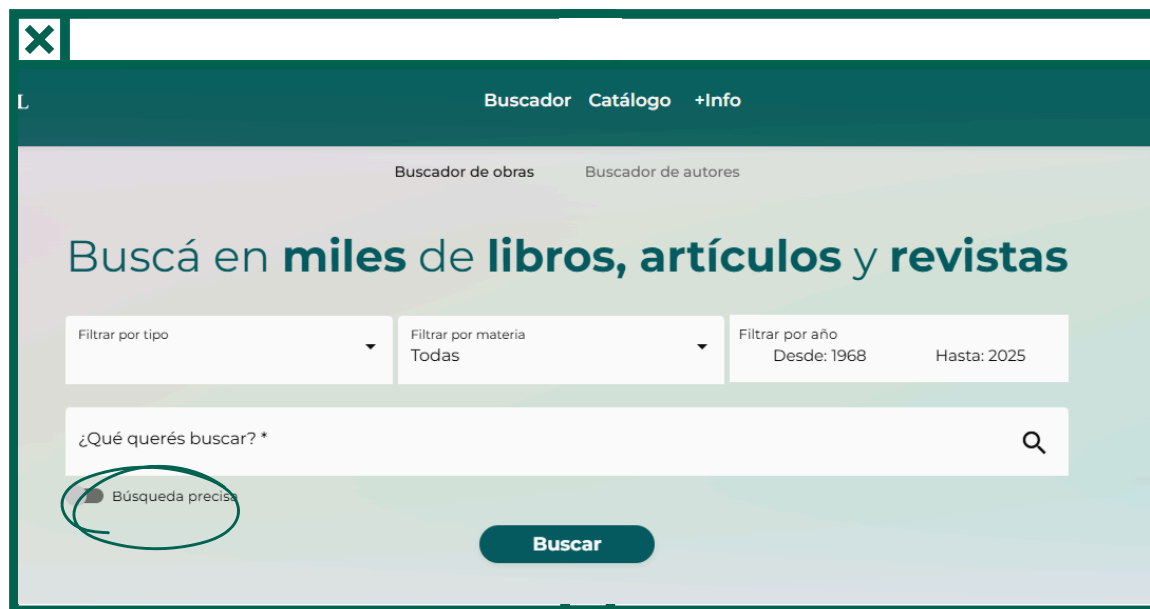 L
Buscador Catálogo +Info
Buscador de obras Buscador de autores
Buscá en miles de libros, artículos y revistas
Filtrar por tipo
Filtrar por materia
Todas
Filtrar por año
Desde: 1968 Hasta: 2025
¿Qué querés buscar? *
Búsqueda precisa
Buscar